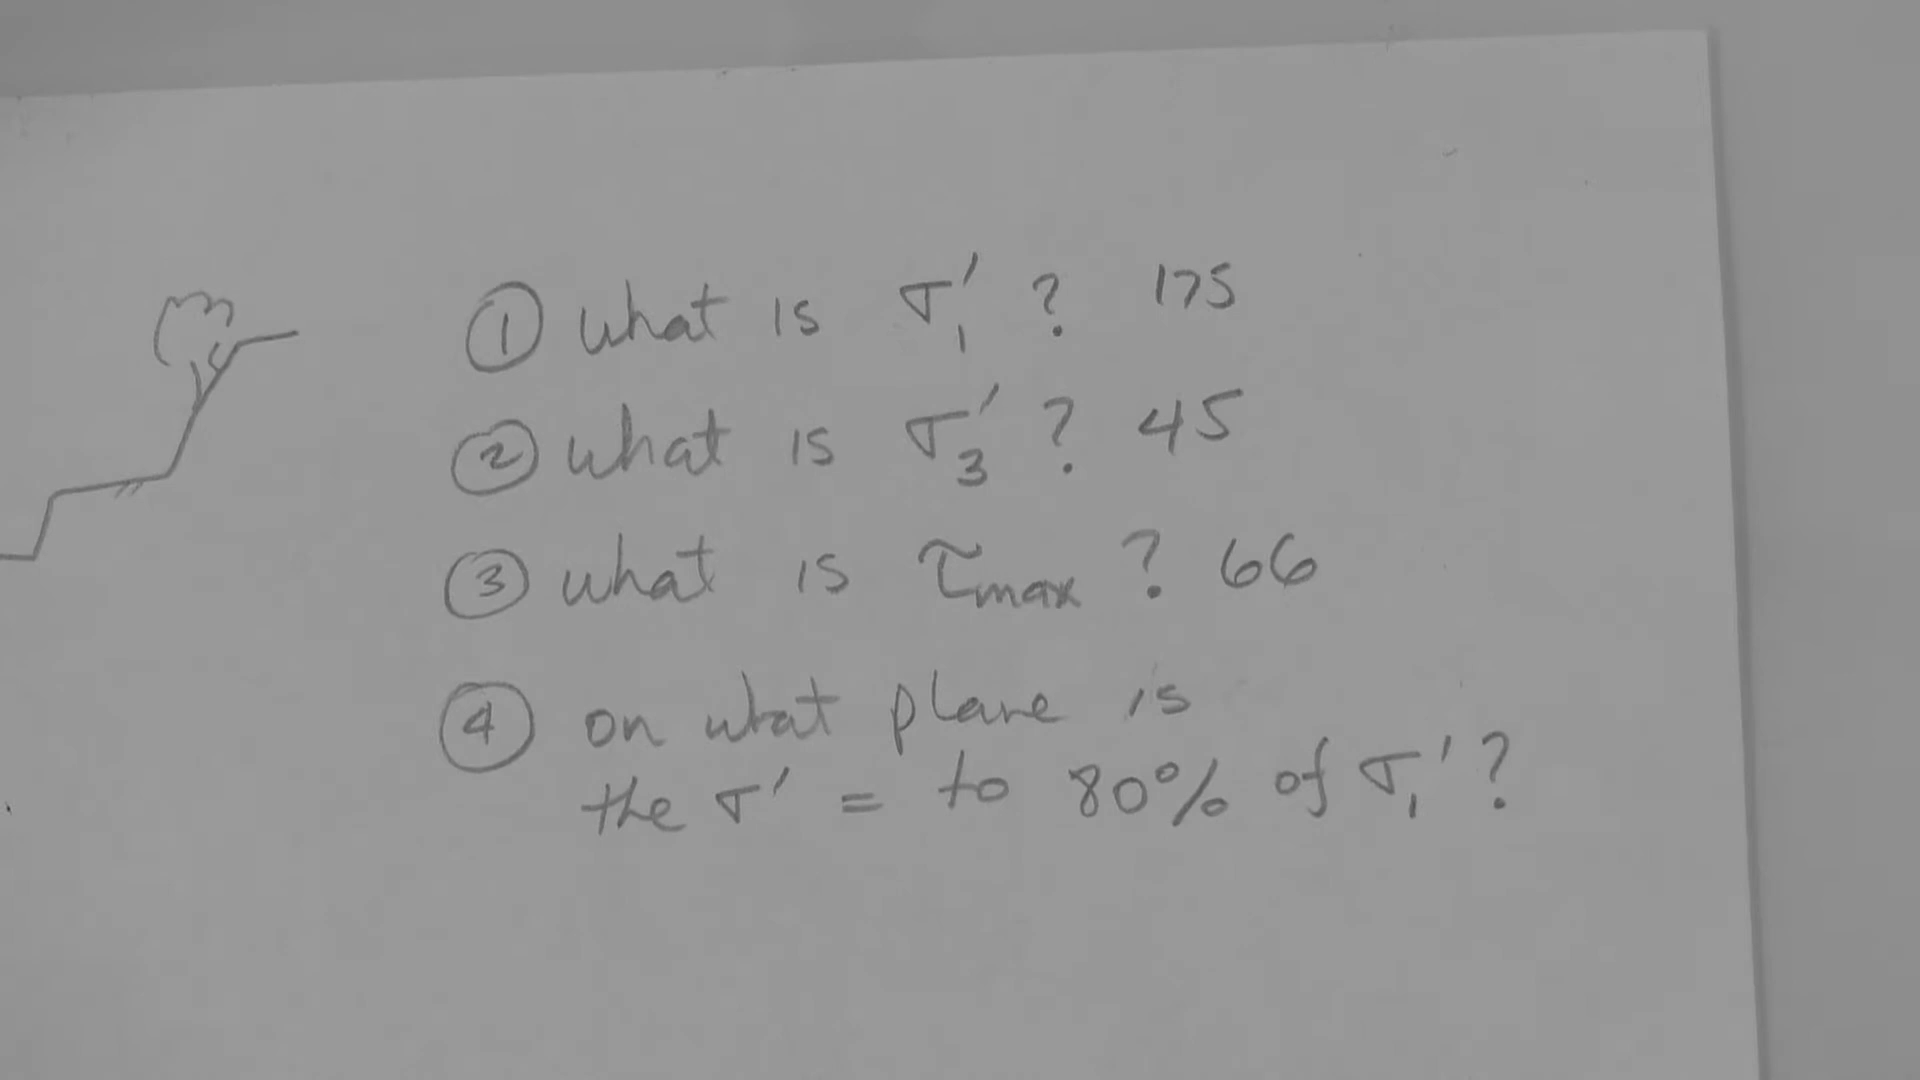 ① what is σ₁' ? 175
② what is σ₃' ? 45
③ what is τmax ? 66
④ on what plane is
the σ' = to 80% of σ₁' ?